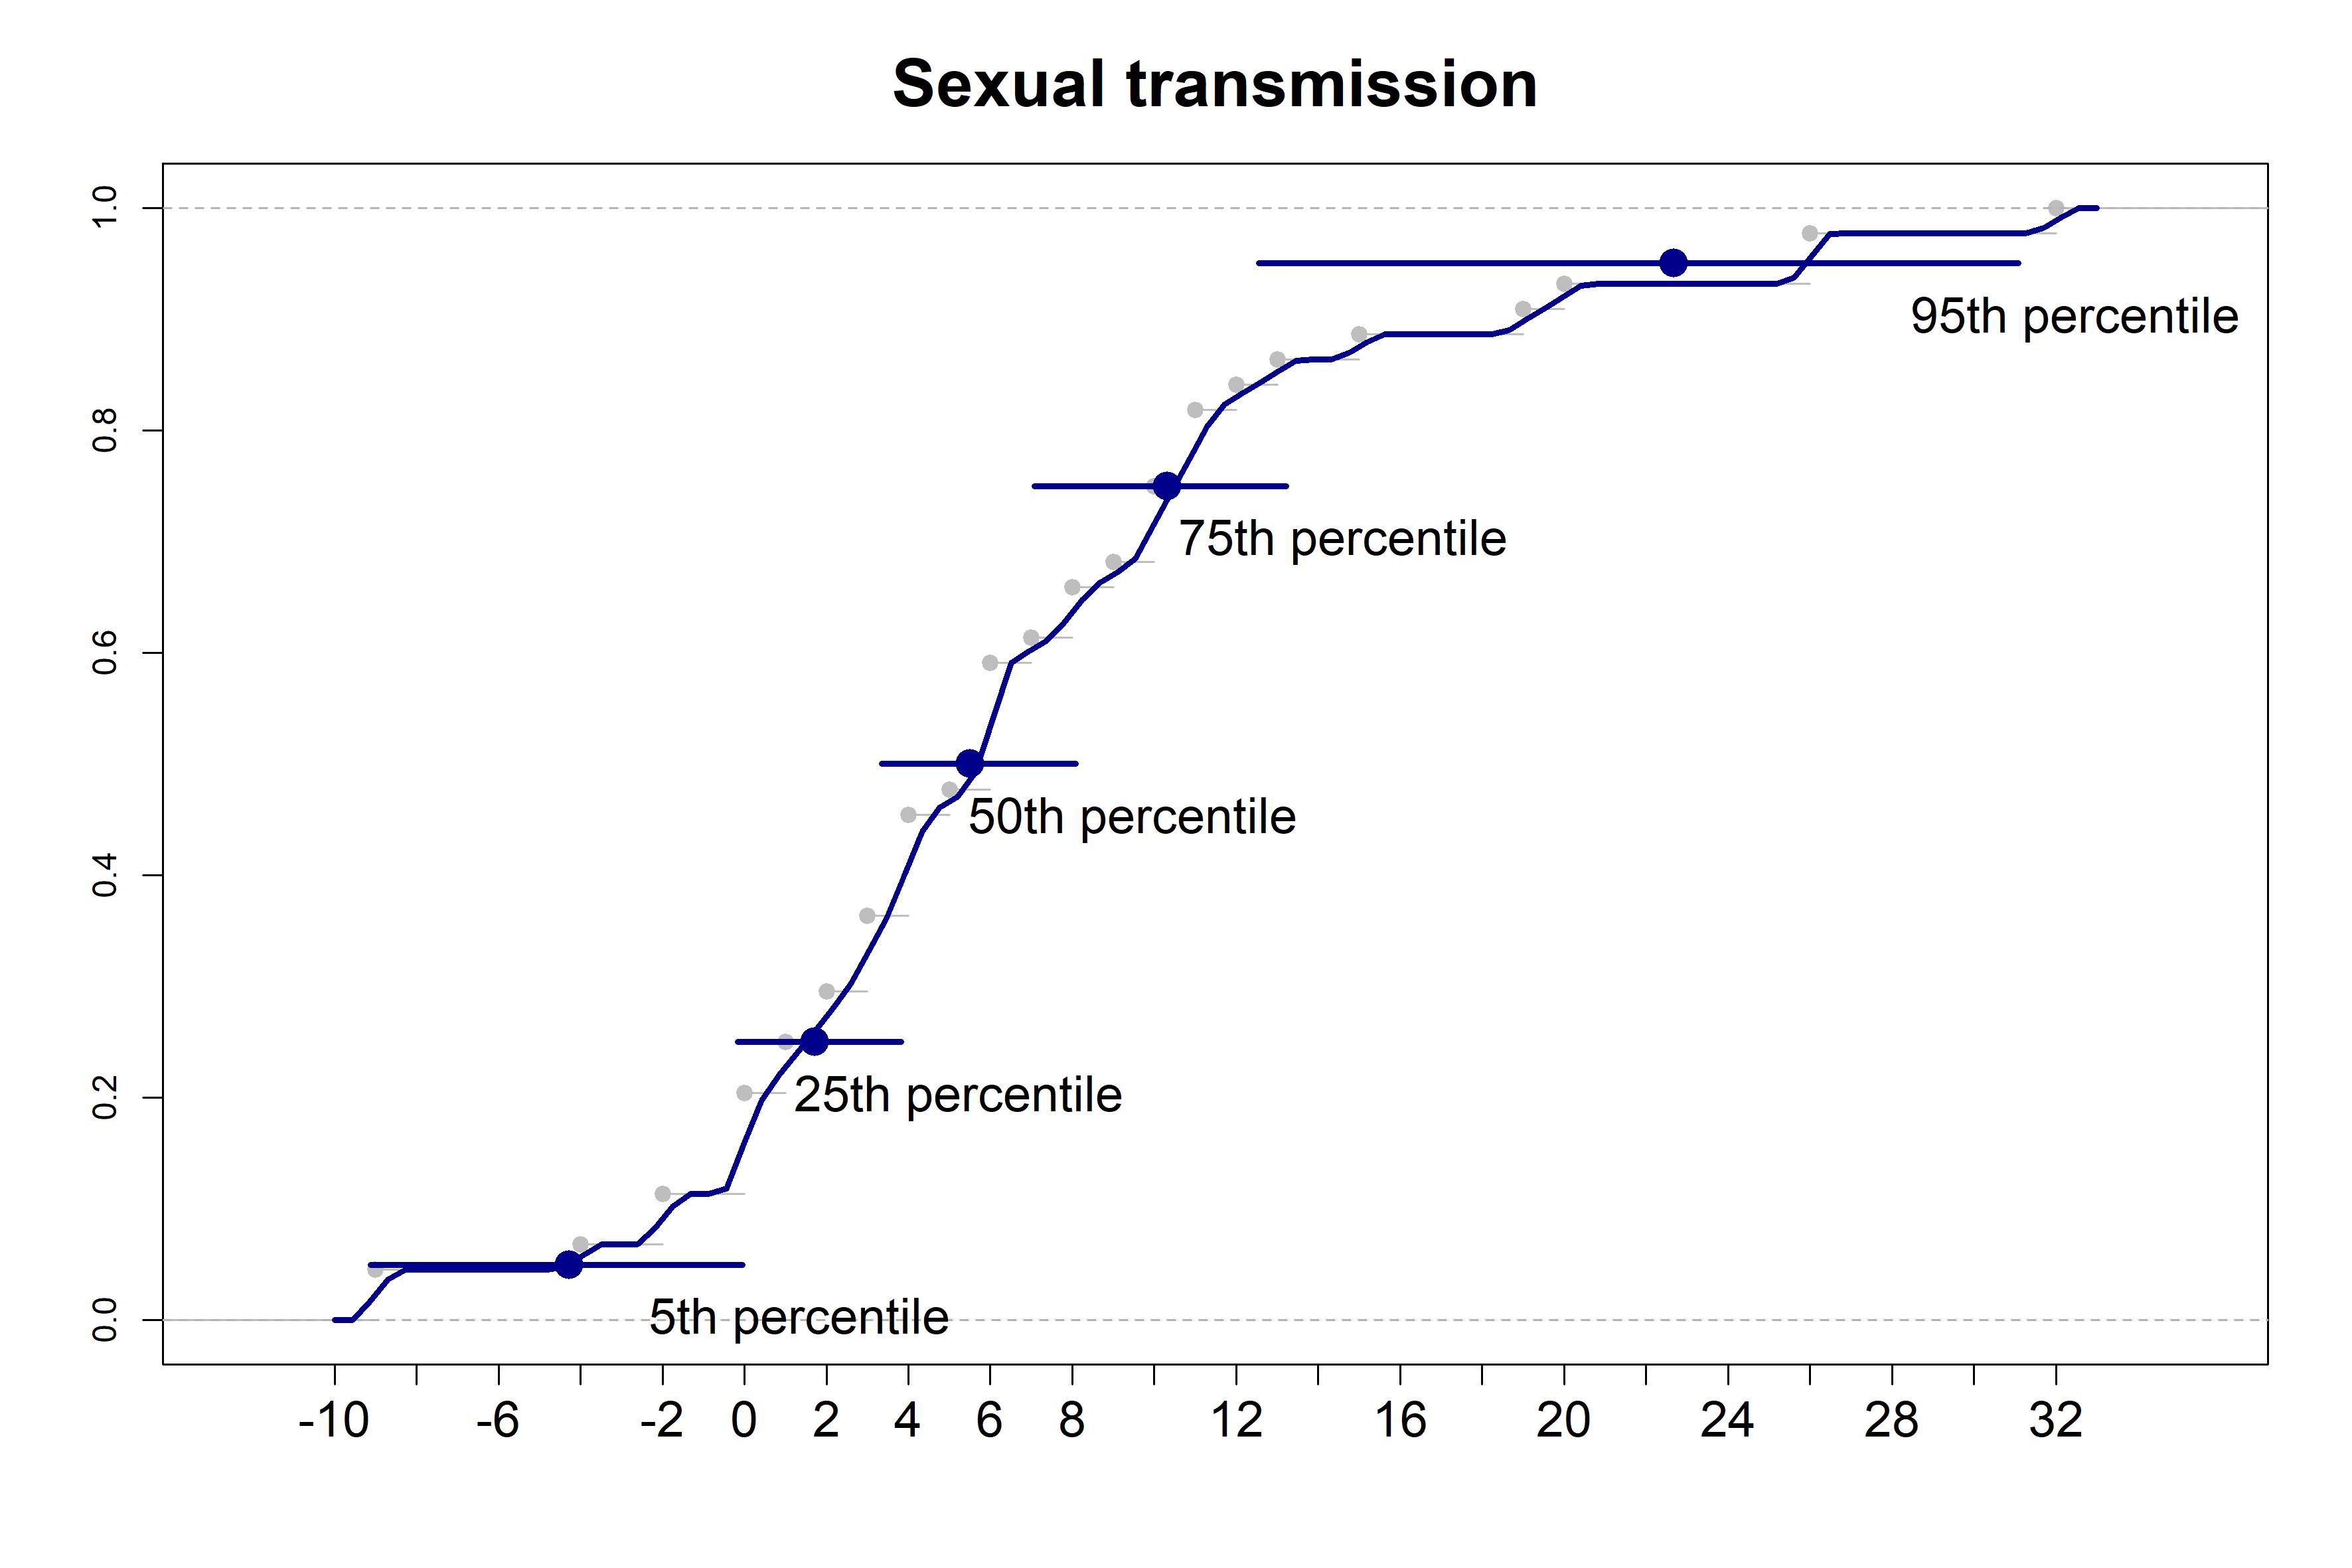 Sexual transmission
1.0
95th percentile
0.8
75th percentile
0.6
50th percentile
0.4
25th percentile
0.2
5th percentile
0.0
-10 -6 -2 0 2 4 6 8 12 16 20 24 28 32